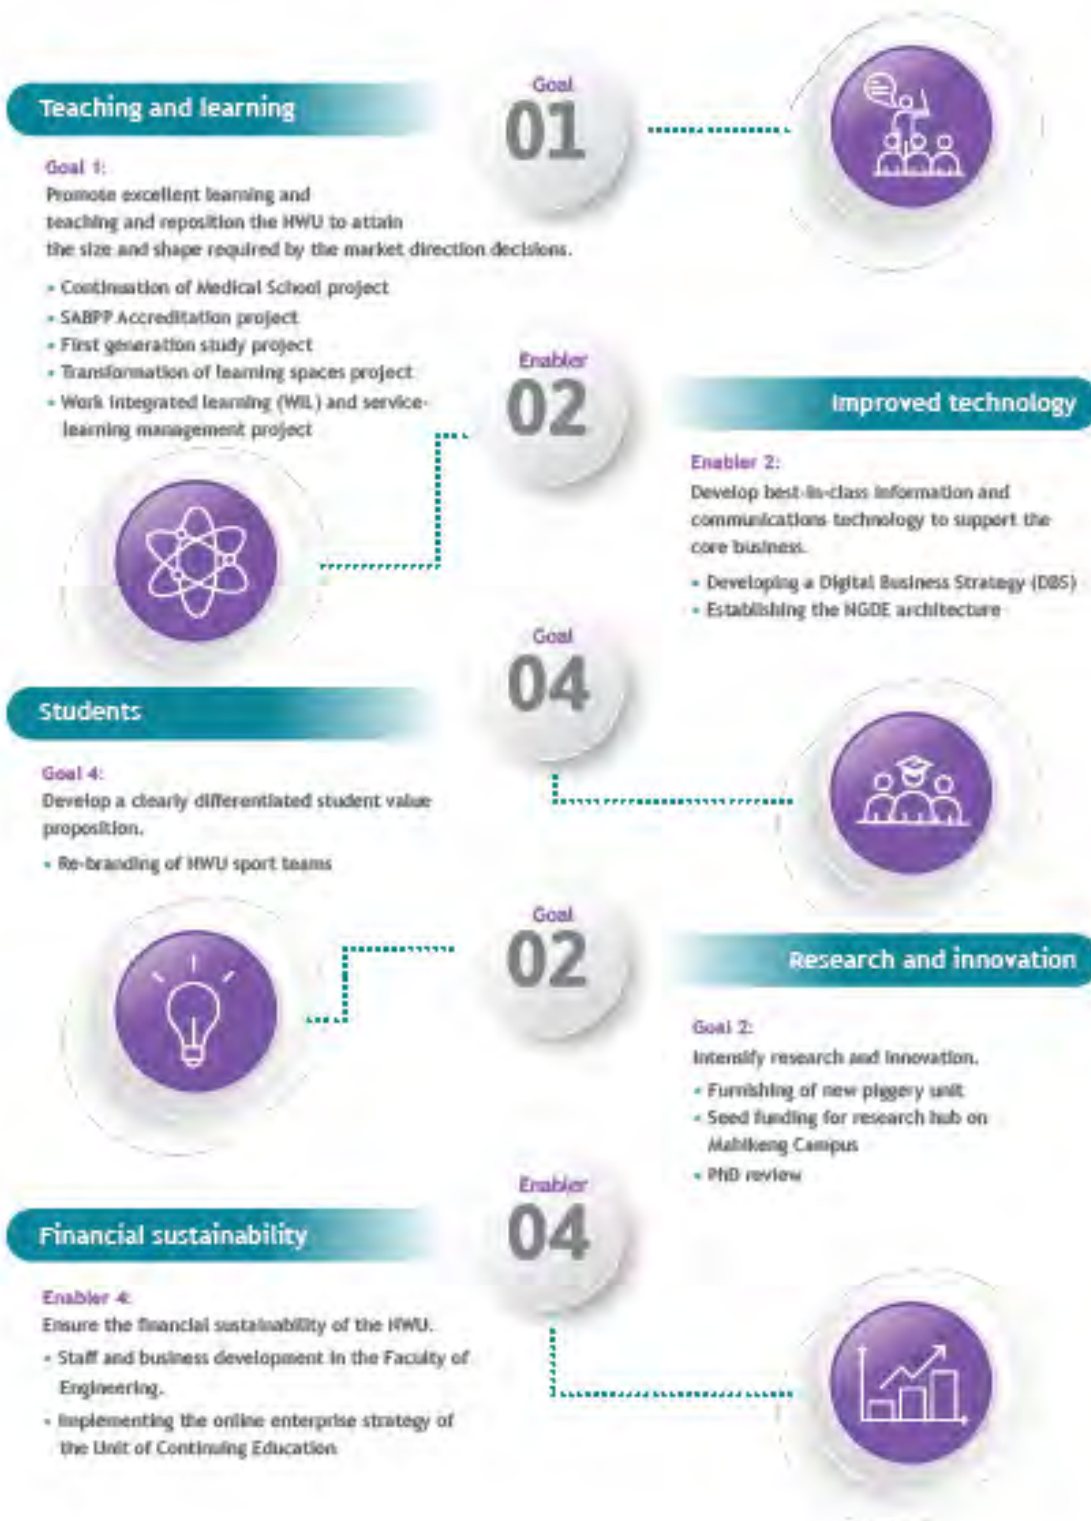 Goal
01
Teaching and learning
Goal 1:
Promote excellent learning and
teaching and reposition the NWU to attain
the size and shape required by the market direction decisions.
• Continuation of Medical School project
• SABPP Accreditation project
• First generation study project
• Transformation of learning spaces project
• Work integrated learning (WIL) and service-
learning management project
Enabler
02
Improved technology
Enabler 2:
Develop best-in-class information and
communications technology to support the
core business.
• Developing a Digital Business Strategy (DBS)
• Establishing the NGDE architecture
Goal
04
Students
Goal 4:
Develop a clearly differentiated student value
proposition.
• Re-branding of NWU sport teams
Goal
02
Research and innovation
Goal 2:
Intensify research and innovation.
• Furnishing of new piggery unit
• Seed funding for research hub on
Mahikeng Campus
• PhD review
Enabler
04
Financial sustainability
Enabler 4:
Ensure the financial sustainability of the NWU.
• Staff and business development in the Faculty of
Engineering.
• Implementing the online enterprise strategy of
the Unit of Continuing Education